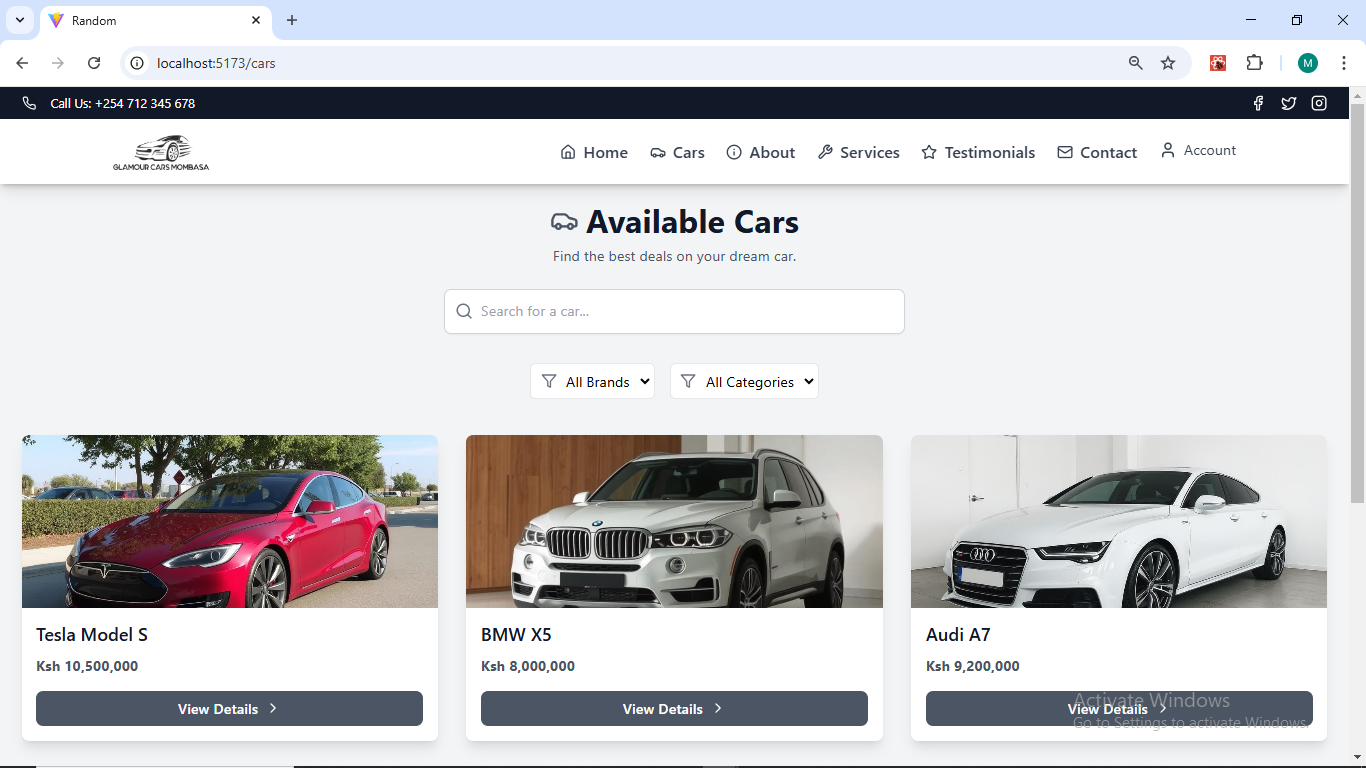 Random
localhost:5173/cars
M
Call Us: +254 712 345 678
GLAMOUR CARS MOMBASA
Home Cars About Services Testimonials Contact Account
Available Cars
Find the best deals on your dream car.
Search for a car...
All Brands All Categories
Tesla Model S
Ksh 10,500,000
View Details
BMW X5
Ksh 8,000,000
View Details
Audi A7
Ksh 9,200,000
View Details
Activate Windows
Go to Settings to activate Windows.